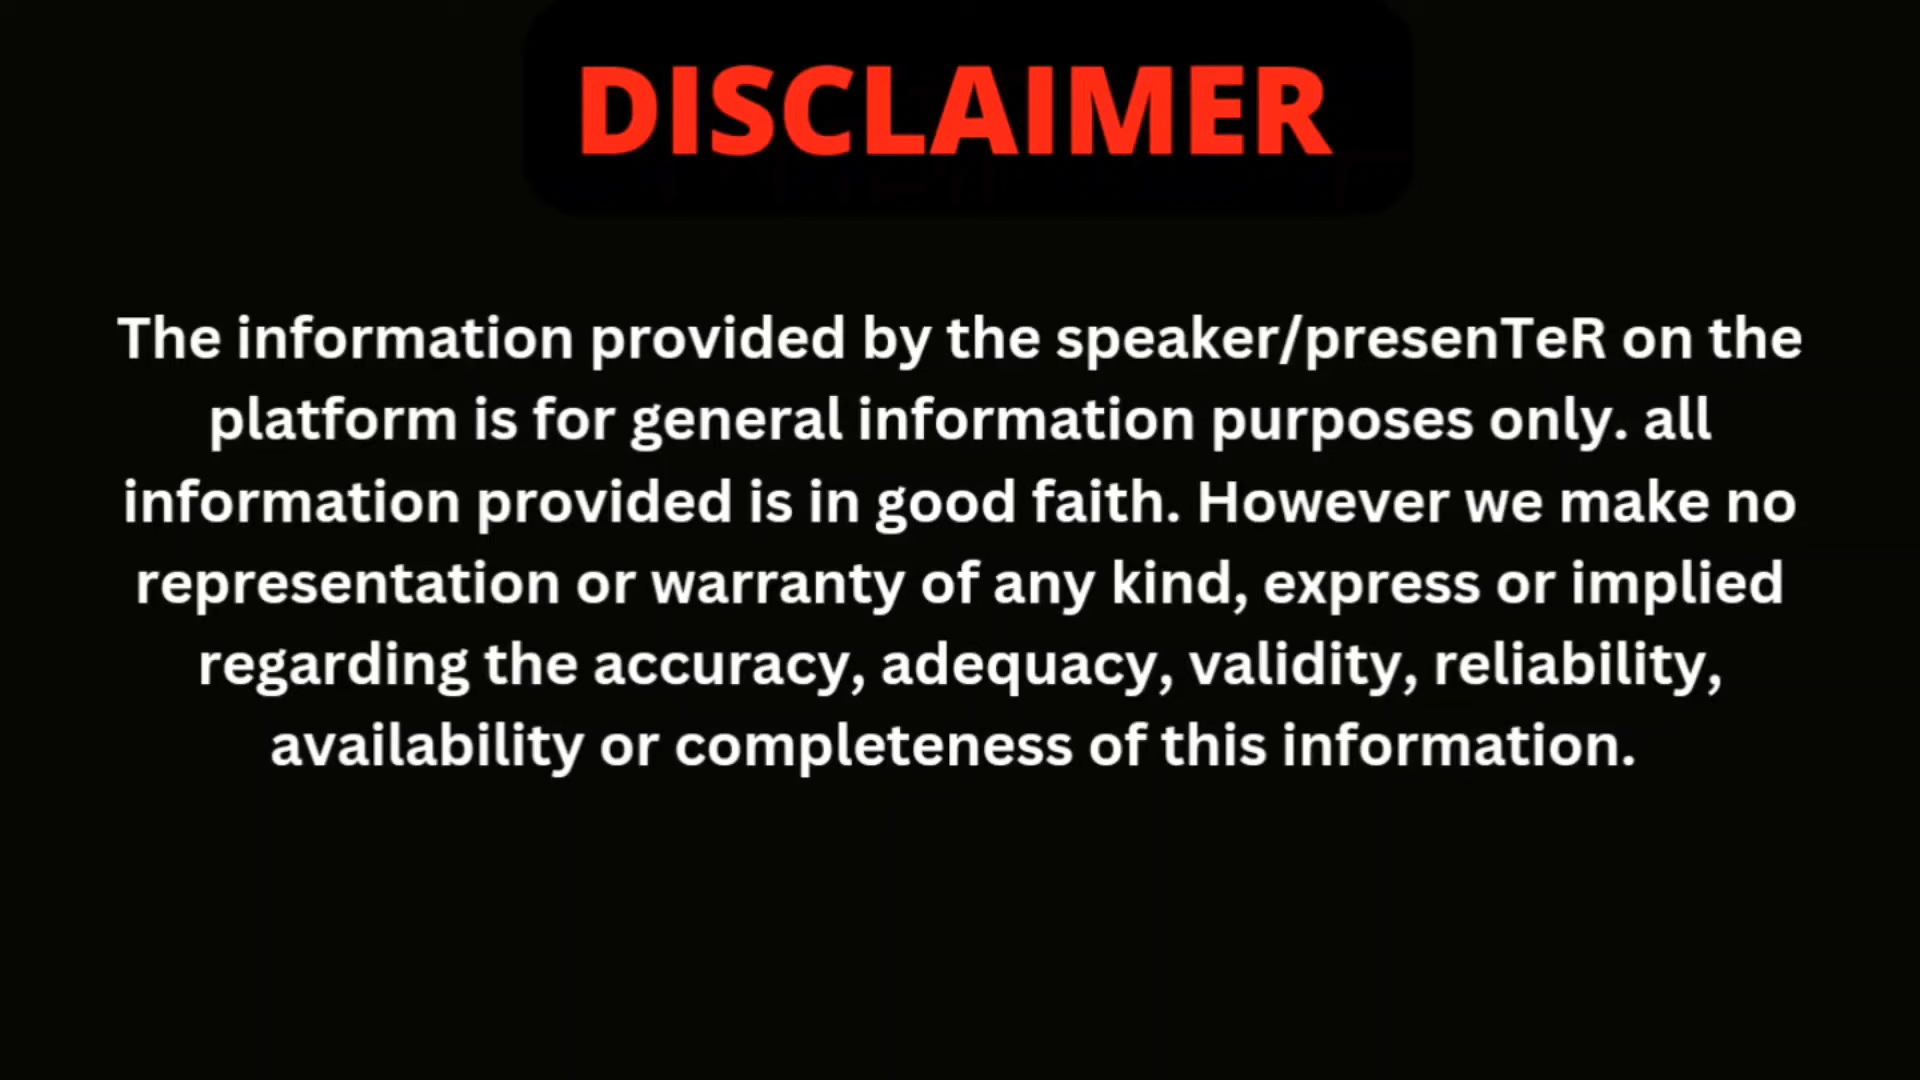 DISCLAIMER
The information provided by the speaker/presenTeR on the
platform is for general information purposes only. all
information provided is in good faith. However we make no
representation or warranty of any kind, express or implied
regarding the accuracy, adequacy, validity, reliability,
availability or completeness of this information.